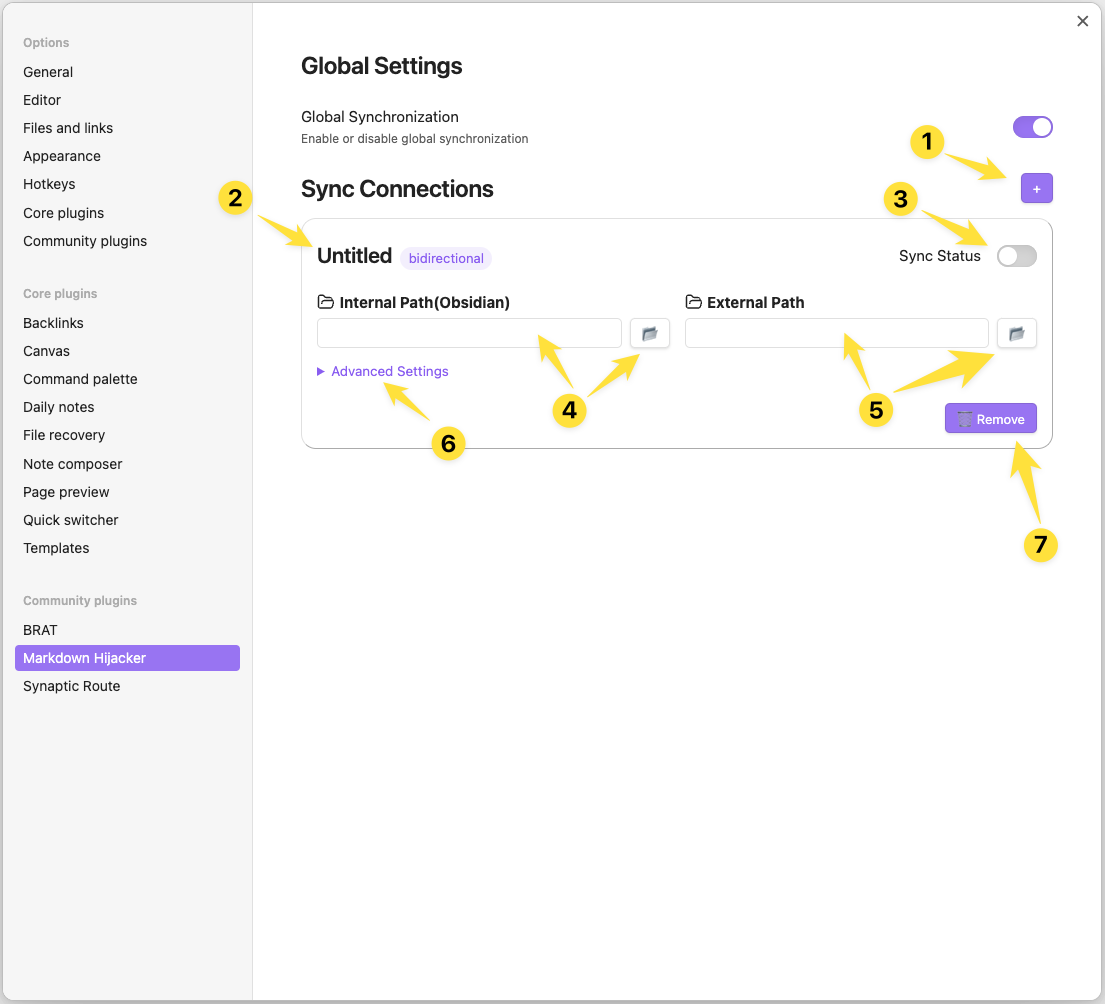 Options
General
Editor
Files and links
Appearance
Hotkeys
Core plugins
Community plugins
Core plugins
Backlinks
Canvas
Command palette
Daily notes
File recovery
Note composer
Page preview
Quick switcher
Templates
Community plugins
BRAT
Markdown Hijacker
Synaptic Route
Global Settings
Global Synchronization
Enable or disable global synchronization
1
Sync Connections
+
2
3
Untitled bidirectional
Sync Status
Internal Path(Obsidian)
External Path
Advanced Settings
4
5
Remove
6
7